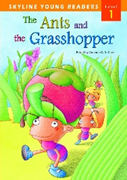 SKYLINE YOUNG READERS
Level
1
The Ants and
the Grasshopper